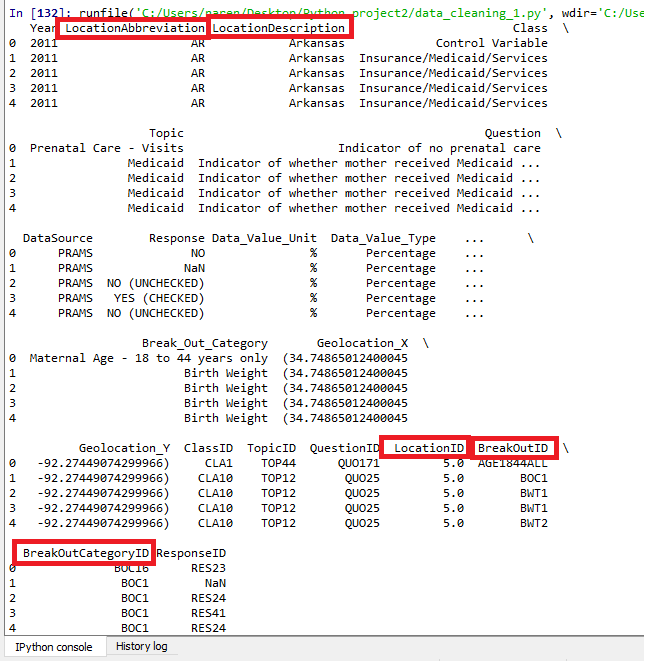 In [132]: runfile('C:/Users/naren/Desktop/Python_project2/data_cleaning_1.py', wdir='C:/Use
Year LocationAbbreviation LocationDescription Class \
0 2011 AR Arkansas Control Variable
1 2011 AR Arkansas Insurance/Medicaid/Services
2 2011 AR Arkansas Insurance/Medicaid/Services
3 2011 AR Arkansas Insurance/Medicaid/Services
4 2011 AR Arkansas Insurance/Medicaid/Services
Topic Question \
0 Prenatal Care - Visits Indicator of no prenatal care
1 Medicaid Indicator of whether mother received Medicaid ...
2 Medicaid Indicator of whether mother received Medicaid ...
3 Medicaid Indicator of whether mother received Medicaid ...
4 Medicaid Indicator of whether mother received Medicaid ...
DataSource Response Data_Value_Unit Data_Value_Type ... \
0 PRAMS NO % Percentage ...
1 PRAMS NaN % Percentage ...
2 PRAMS NO (UNCHECKED) % Percentage ...
3 PRAMS YES (CHECKED) % Percentage ...
4 PRAMS NO (UNCHECKED) % Percentage ...
Break_Out_Category Geolocation_X \
0 Maternal Age - 18 to 44 years only (34.74865012400045
1 Birth Weight (34.74865012400045
2 Birth Weight (34.74865012400045
3 Birth Weight (34.74865012400045
4 Birth Weight (34.74865012400045
Geolocation_Y ClassID TopicID QuestionID LocationID BreakOutID \
0 -92.27449074299966) CLA1 TOP44 QUO171 5.0 AGE1844ALL
1 -92.27449074299966) CLA10 TOP12 QUO25 5.0 BOC1
2 -92.27449074299966) CLA10 TOP12 QUO25 5.0 BWT1
3 -92.27449074299966) CLA10 TOP12 QUO25 5.0 BWT1
4 -92.27449074299966) CLA10 TOP12 QUO25 5.0 BWT2
BreakOutCategoryID ResponseID
0 BOC16 RES23
1 BOC1 NaN
2 BOC1 RES24
3 BOC1 RES41
4 BOC1 RES24
IPython console History log